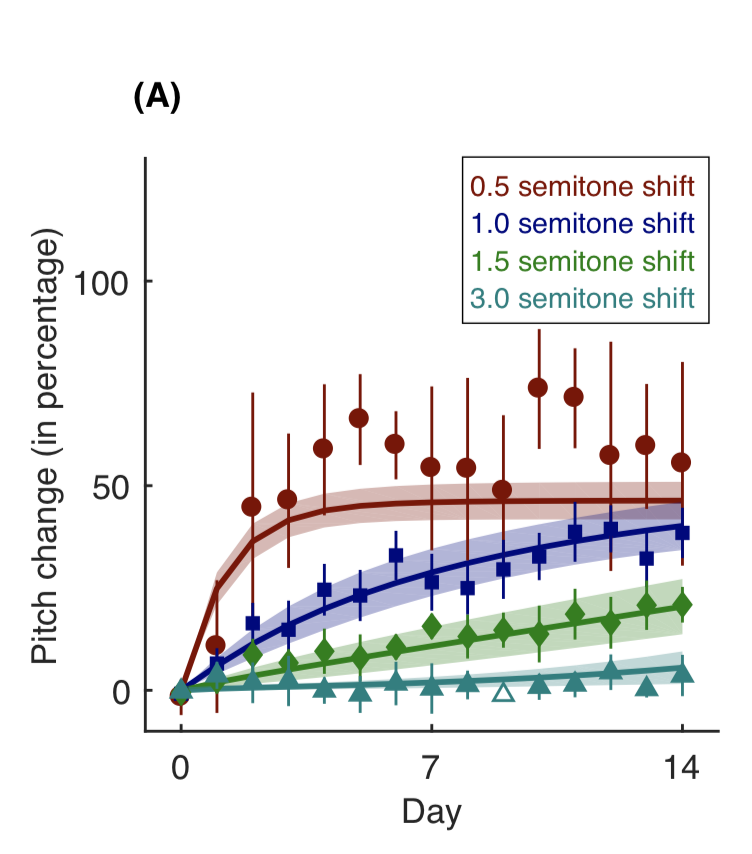 (A)
0.5 semitone shift
1.0 semitone shift
1.5 semitone shift
3.0 semitone shift
Pitch change (in percentage)
100
50
0
0 7 14
Day